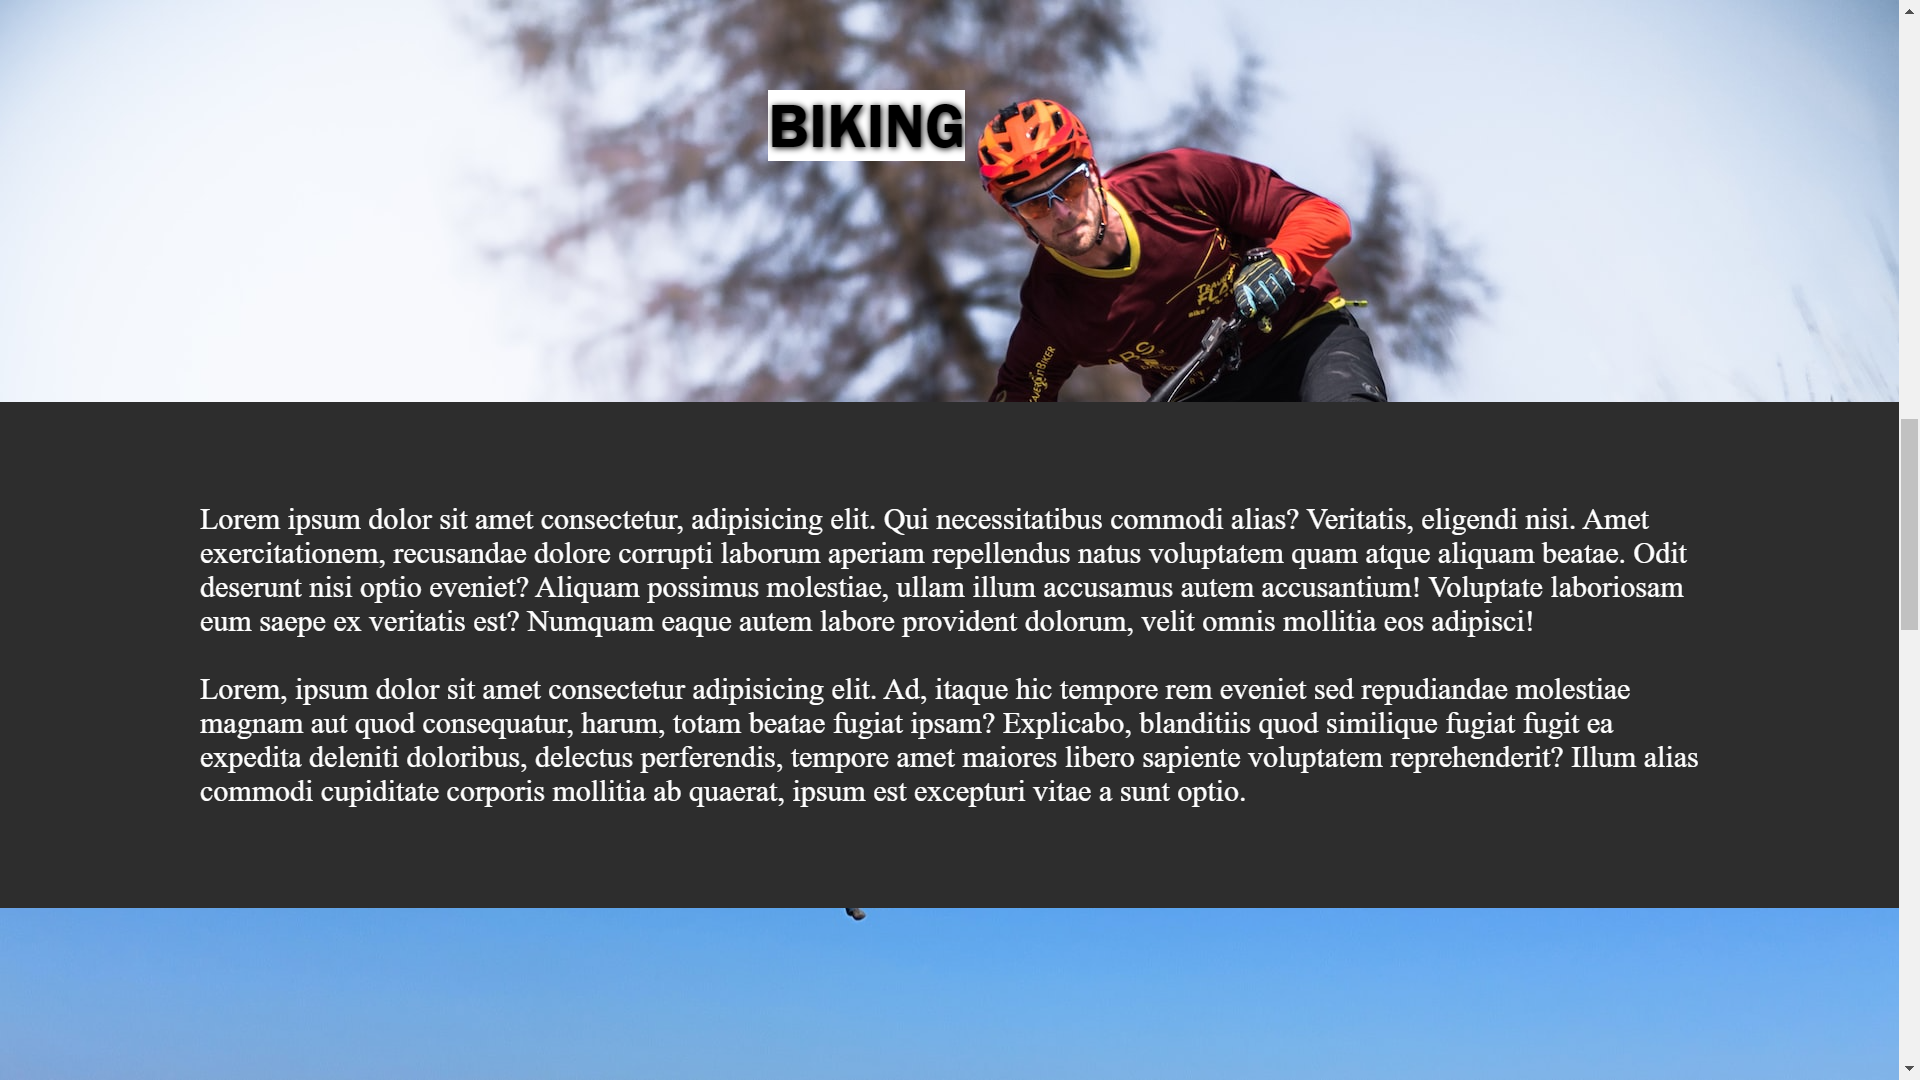 BIKING
Lorem ipsum dolor sit amet consectetur, adipisicing elit. Qui necessitatibus commodi alias? Veritatis, eligendi nisi. Amet
exercitationem, recusandae dolore corrupti laborum aperiam repellendus natus voluptatem quam atque aliquam beatae. Odit
deserunt nisi optio eveniet? Aliquam possimus molestiae, ullam illum accusamus autem accusantium! Voluptate laboriosam
eum saepe ex veritatis est? Numquam eaque autem labore provident dolorum, velit omnis mollitia eos adipisci!
Lorem, ipsum dolor sit amet consectetur adipisicing elit. Ad, itaque hic tempore rem eveniet sed repudiandae molestiae
magnam aut quod consequatur, harum, totam beatae fugiat ipsam? Explicabo, blanditiis quod similique fugiat fugit ea
expedita deleniti doloribus, delectus perferendis, tempore amet maiores libero sapiente voluptatem reprehenderit? Illum alias
commodi cupiditate corporis mollitia ab quaerat, ipsum est excepturi vitae a sunt optio.